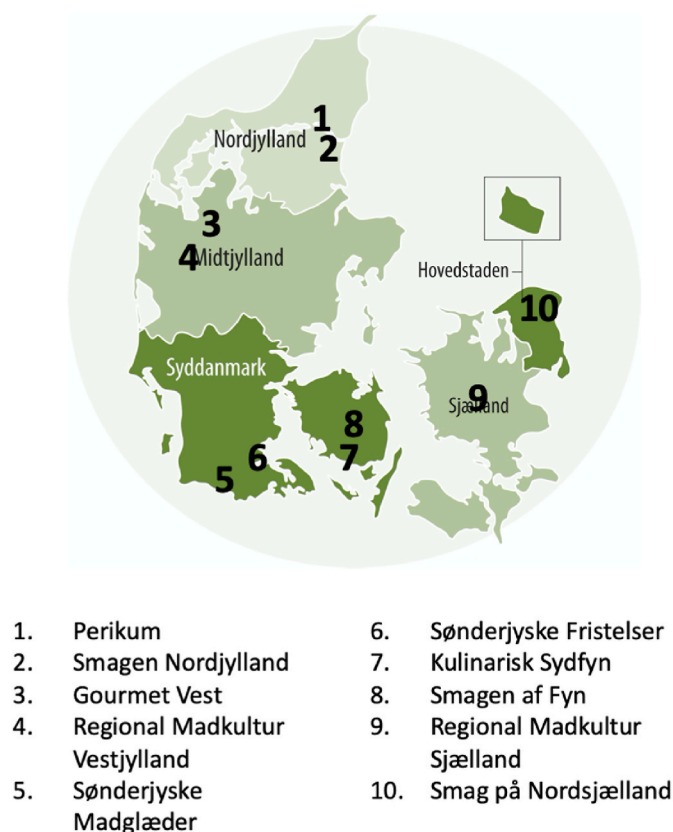 1
Nordjylland
2
3
4
Midtjylland
Hovedstaden
10
Syddanmark
9
Sjælland
8
6
7
5
1. Perikum
2. Smagen Nordjylland
3. Gourmet Vest
4. Regional Madkultur
Vestjylland
5. Sønderjyske
Madglæder
6. Sønderjyske Fristelser
7. Kulinarisk Sydfyn
8. Smagen af Fyn
9. Regional Madkultur
Sjælland
10. Smag på Nordsjælland